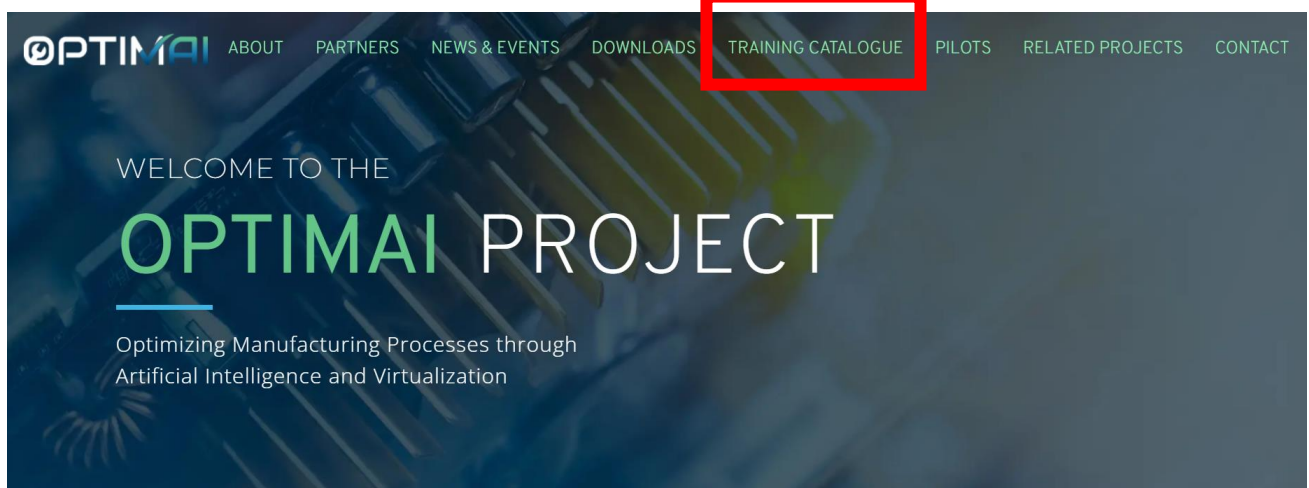 OPTIMAI ABOUT PARTNERS NEWS & EVENTS DOWNLOADS TRAINING CATALOGUE PILOTS RELATED PROJECTS CONTACT
WELCOME TO THE
OPTIMAI PROJECT
Optimizing Manufacturing Processes through
Artificial Intelligence and Virtualization